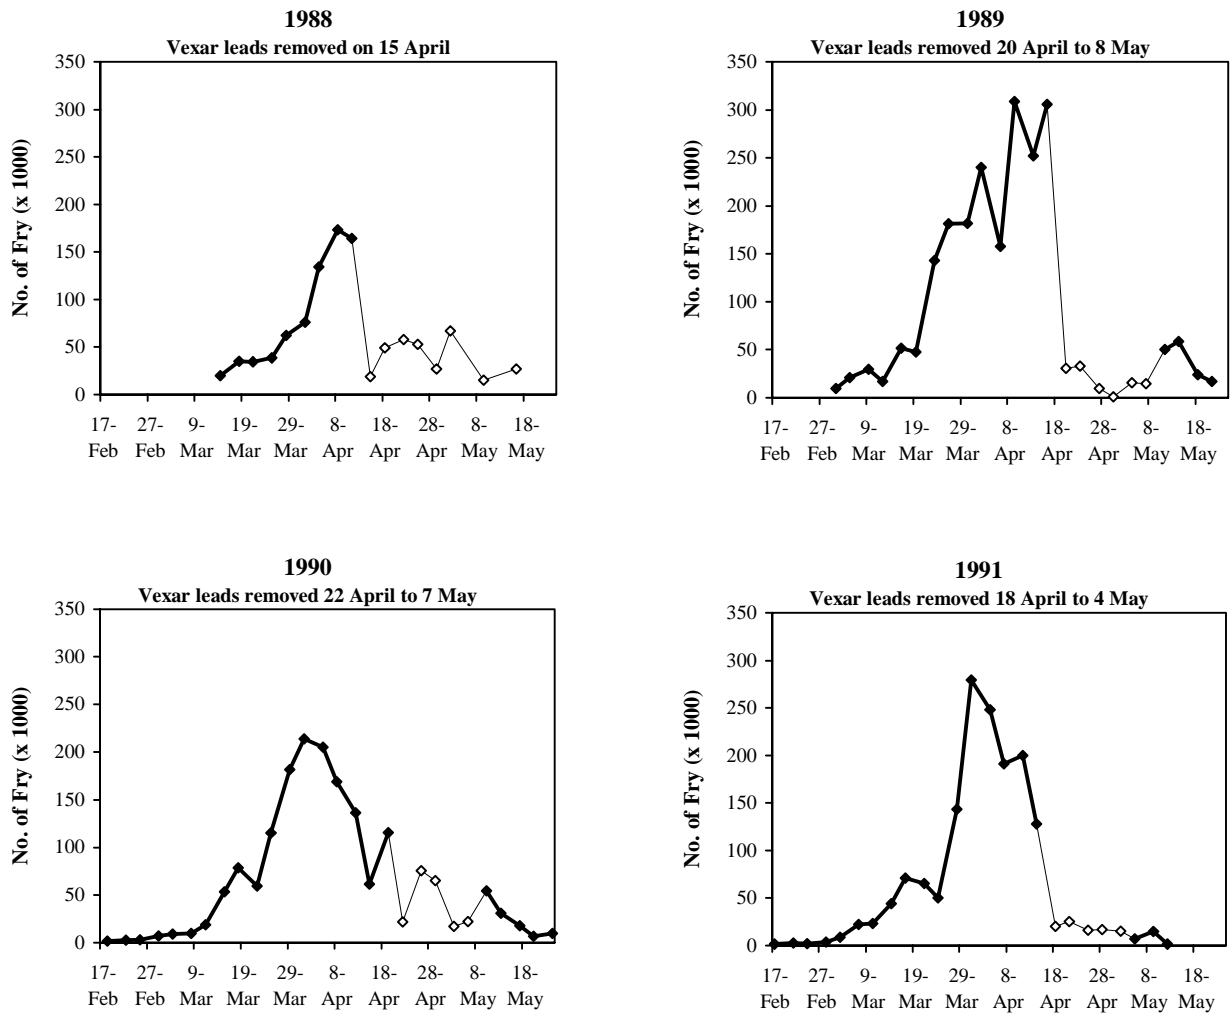 1988
Vexar leads removed on 15 April
350
300
250
200
150
100
50
0
No. of Fry (x 1000)
17- 27- 9- 19- 29- 8- 18- 28- 8- 18-
Feb Feb Mar Mar Mar Apr Apr Apr May May
1989
Vexar leads removed 20 April to 8 May
350
300
250
200
150
100
50
0
No. of Fry (x 1000)
17- 27- 9- 19- 29- 8- 18- 28- 8- 18-
Feb Feb Mar Mar Mar Apr Apr Apr May May
1990
Vexar leads removed 22 April to 7 May
350
300
250
200
150
100
50
0
No. of Fry (x 1000)
17- 27- 9- 19- 29- 8- 18- 28- 8- 18-
Feb Feb Mar Mar Mar Apr Apr Apr May May
1991
Vexar leads removed 18 April to 4 May
350
300
250
200
150
100
50
0
No. of Fry (x 1000)
17- 27- 9- 19- 29- 8- 18- 28- 8- 18-
Feb Feb Mar Mar Mar Apr Apr Apr May May